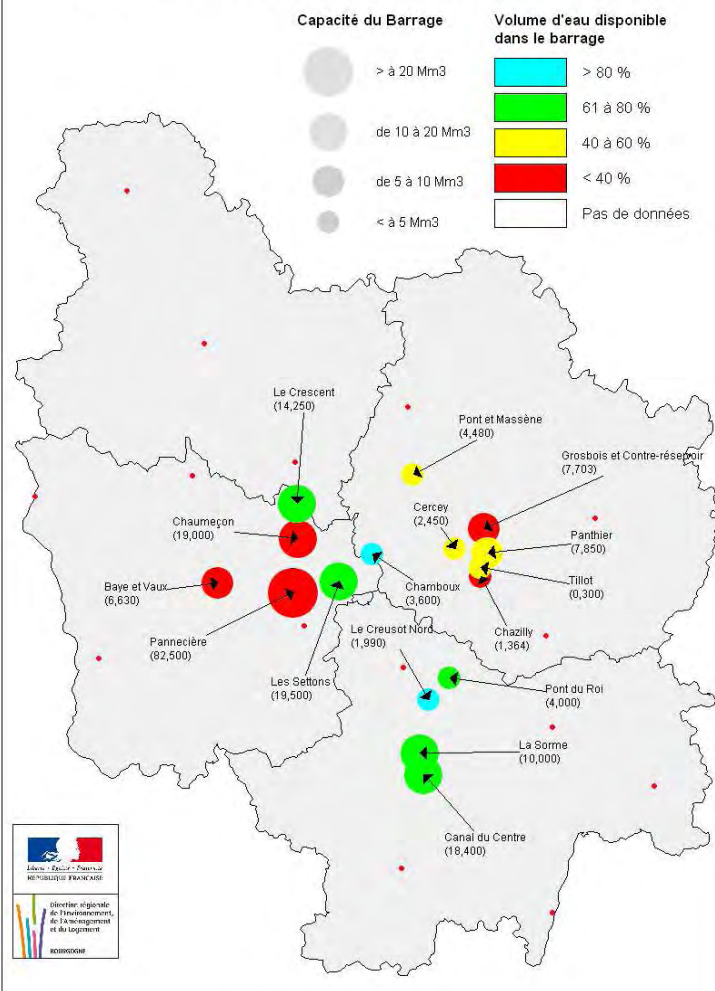 Capacité du Barrage
> à 20 Mm3
de 10 à 20 Mm3
de 5 à 10 Mm3
< à 5 Mm3
Volume d'eau disponible
dans le barrage
> 80 %
61 à 80 %
40 à 60 %
< 40 %
Pas de données
Le Crescent
(14,250)
Pont et Massène
(4,480)
Grosbois et Contre-résepoir
(7,703)
Chaumeçon
(19,000)
Cercey
(2,450)
Panthier
(7,850)
Baye et Vaux
(6,630)
Chamboux
(3,600)
Tillot
(0,300)
Pannecière
(82,500)
Le Creusot Nord
(1,990)
Chazilly
(1,364)
Les Settons
(19,500)
Pont du Roi
(4,000)
La Sorme
(10,000)
Canal du Centre
(18,400)
Liberté • Égalité • Fraternité
RÉPUBLIQUE FRANÇAISE
Direction régionale
de l'Environnement,
de l'Aménagement
et du Logement
BOURGOGNE